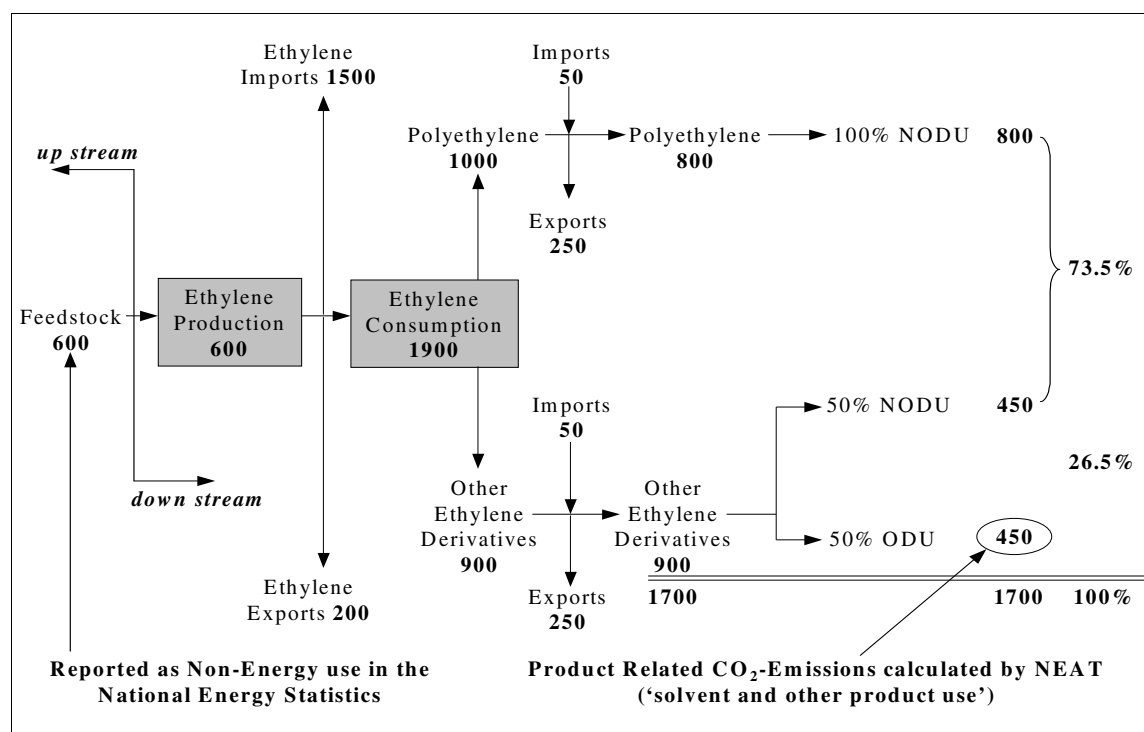 Ethylene
Imports 1500
Imports
50
Polyethylene
1000
Polyethylene
800
100% NODU
800
up stream
Exports
250
73.5%
Feedstock
600
Ethylene
Production
600
Ethylene
Consumption
1900
Imports
50
50% NODU
450
26.5%
down stream
Other
Ethylene
Derivatives
900
Other
Ethylene
Derivatives
900
50% ODU
450
Ethylene
Exports 200
Exports
250
1700
1700
100%
Reported as Non-Energy use in the
National Energy Statistics
Product Related CO₂-Emissions calculated by NEAT
(‘solvent and other product use’)